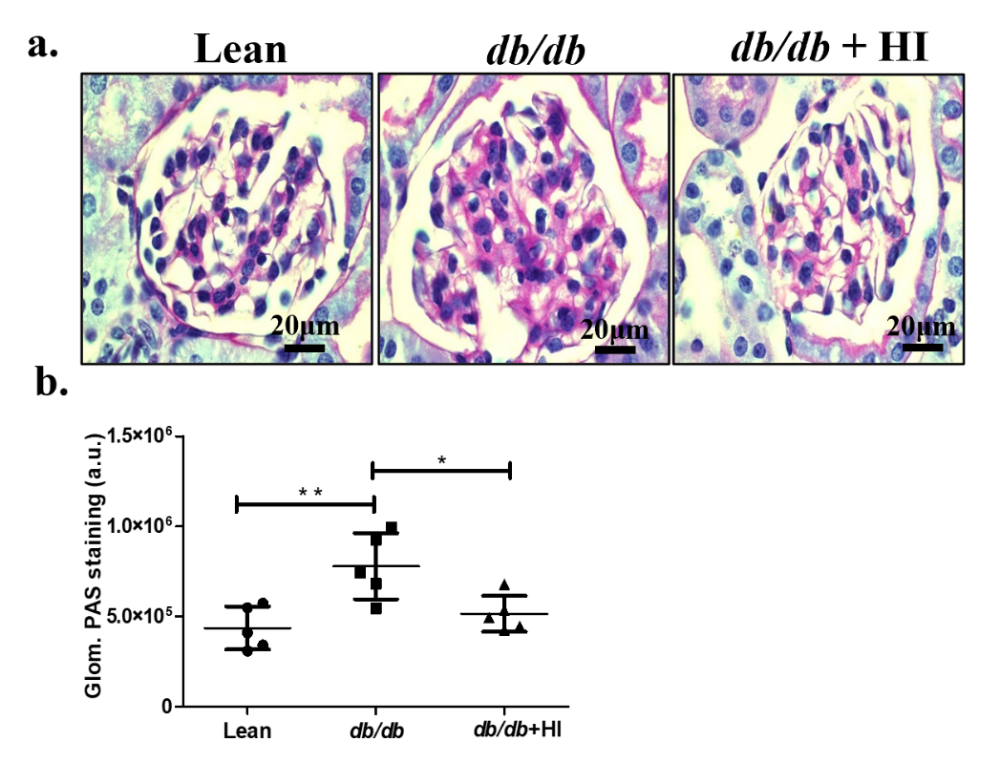 a.
Lean db/db db/db + HI
20µm 20µm 20µm
b.
Glom. PAS staining (a.u.)
1.5×10⁶
1.0×10⁶
5.0×10⁵
0
* *
*
Lean db/db db/db+HI